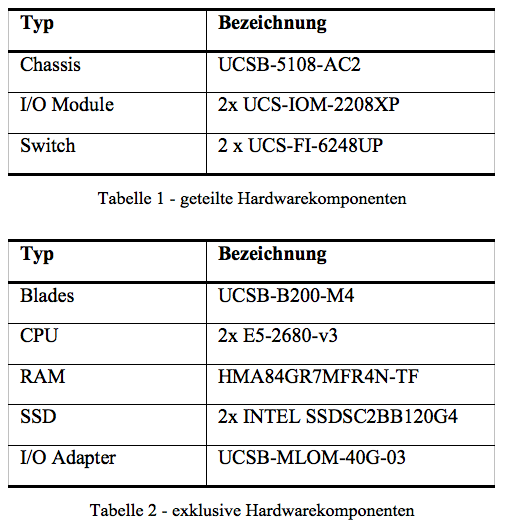 Typ Bezeichnung
Chassis UCSB-5108-AC2
I/O Module 2x UCS-IOM-2208XP
Switch 2 x UCS-FI-6248UP
Tabelle 1 - geteilte Hardwarekomponenten
Typ Bezeichnung
Blades UCSB-B200-M4
CPU 2x E5-2680-v3
RAM HMA84GR7MFR4N-TF
SSD 2x INTEL SSDSC2BB120G4
I/O Adapter UCSB-MLOM-40G-03
Tabelle 2 - exklusive Hardwarekomponenten